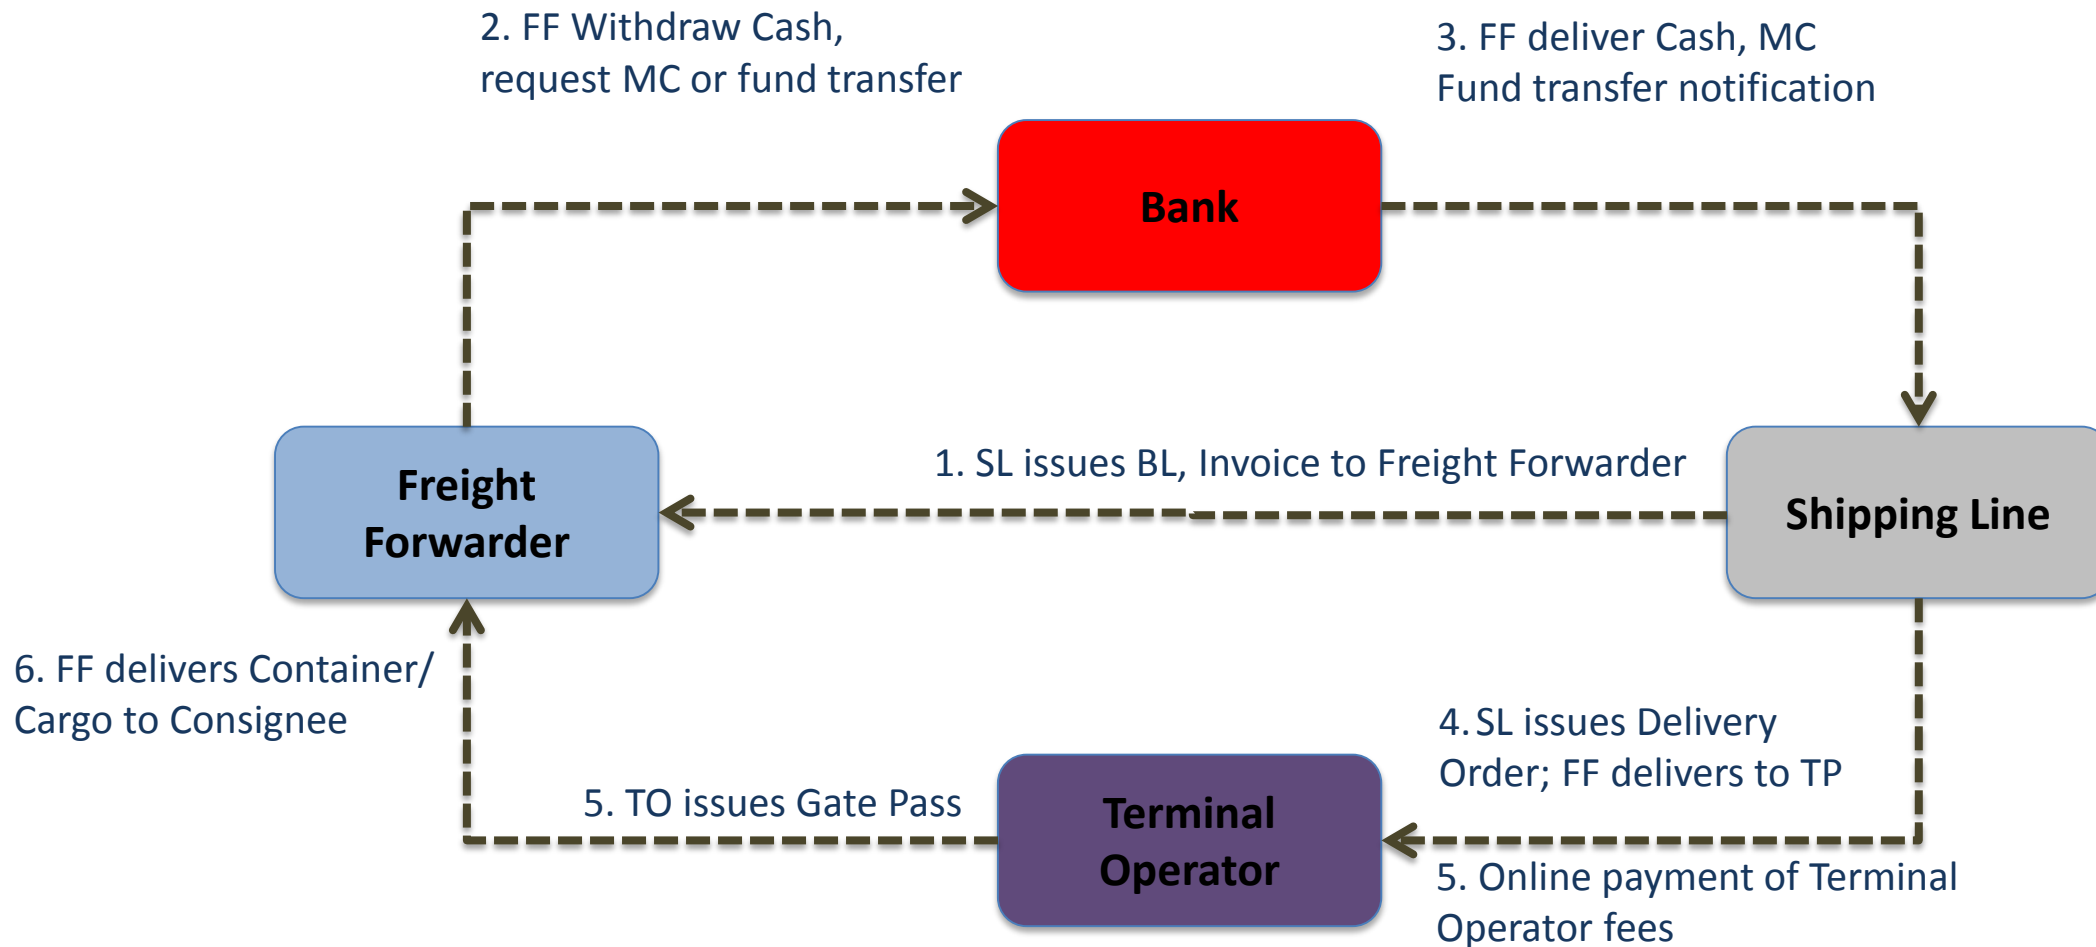 2. FF Withdraw Cash,
request MC or fund transfer
3. FF deliver Cash, MC
Fund transfer notification
Bank
1. SL issues BL, Invoice to Freight Forwarder
Freight
Forwarder
Shipping Line
6. FF delivers Container/
Cargo to Consignee
4. SL issues Delivery
Order; FF delivers to TP
5. TO issues Gate Pass
Terminal
Operator
5. Online payment of Terminal
Operator fees